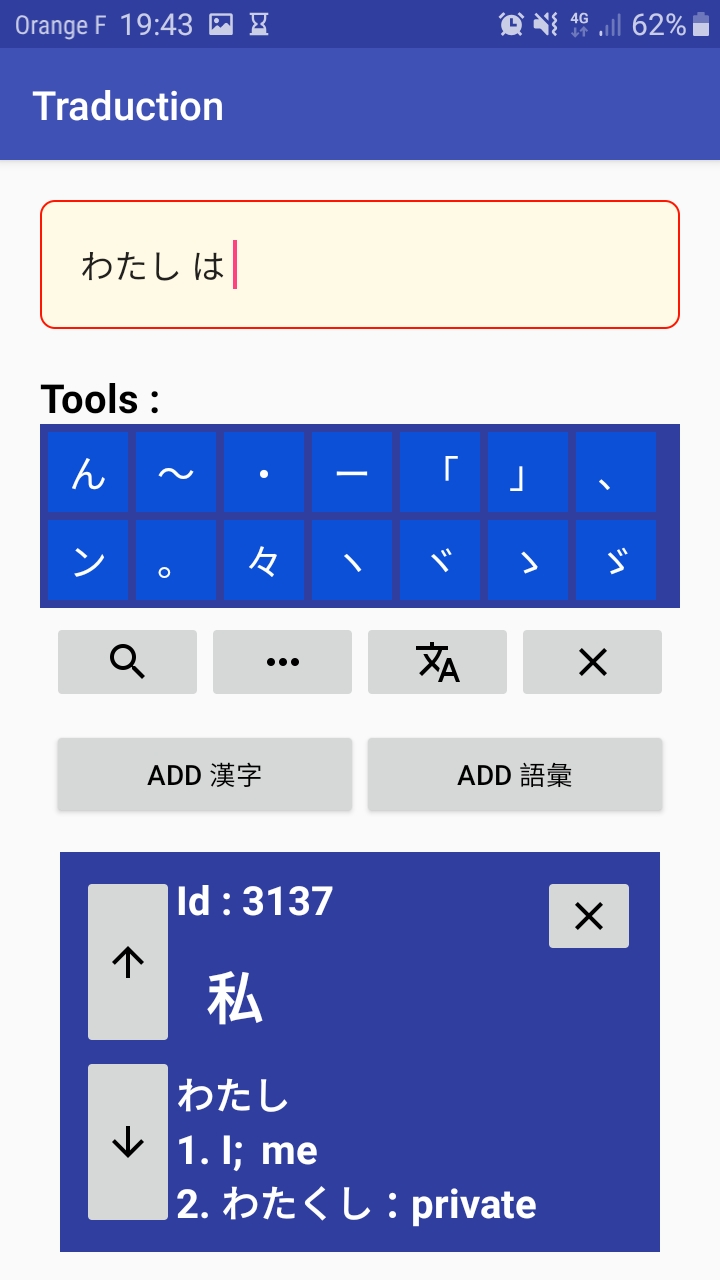 Orange F 19:43 4G 62%
Traduction
わたし は
Tools :
ん 〜 ・ ー 「 」 、
ン 。 々 ヽ ヾ ゝ ゞ
ADD 漢字 ADD 語彙
Id : 3137
私
わたし
1. I; me
2. わたくし：private